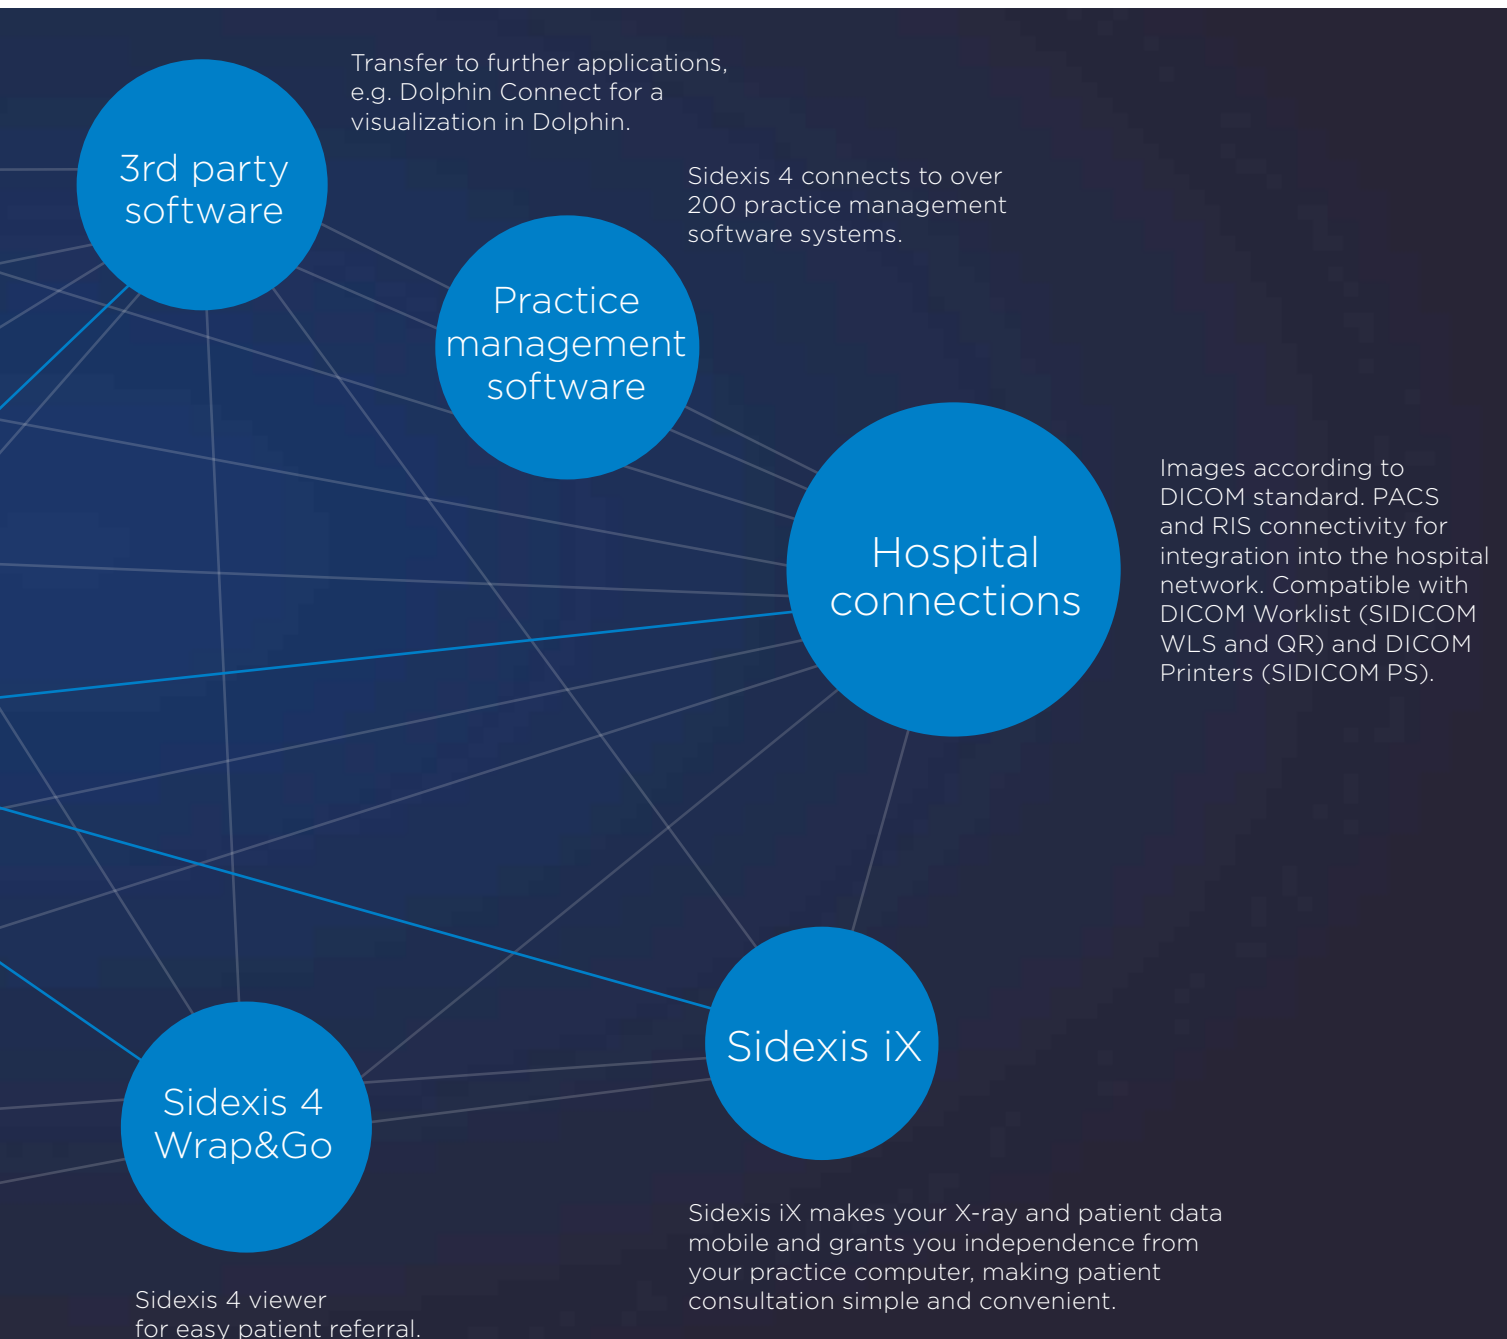 Transfer to further applications,
e.g. Dolphin Connect for a
visualization in Dolphin.
3rd party
software
Sidexis 4 connects to over
200 practice management
software systems.
Practice
management
software
Images according to
DICOM standard. PACS
and RIS connectivity for
integration into the hospital
network. Compatible with
DICOM Worklist (SIDICOM
WLS and QR) and DICOM
Printers (SIDICOM PS).
Hospital
connections
Sidexis iX
Sidexis iX makes your X-ray and patient data
mobile and grants you independence from
your practice computer, making patient
consultation simple and convenient.
Sidexis 4
Wrap&Go
Sidexis 4 viewer
for easy patient referral.